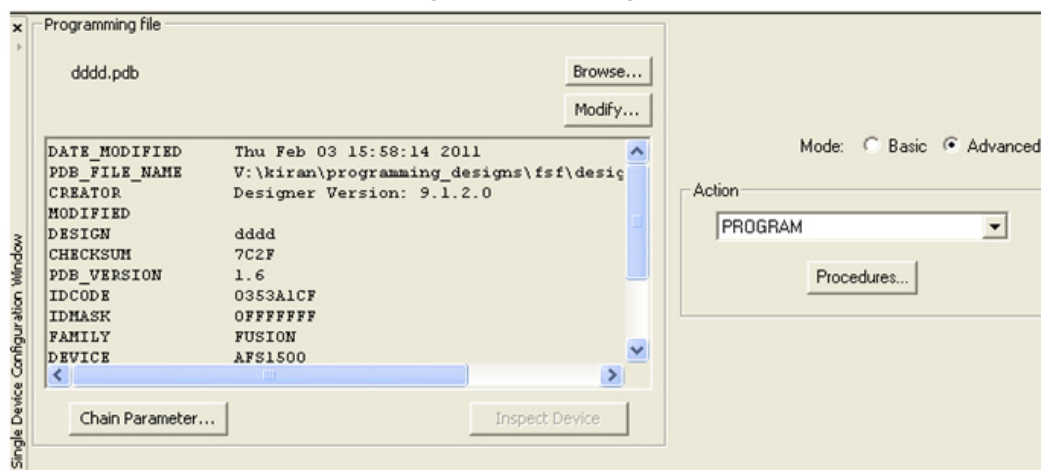 Programming file
dddd.pdb
Browse...
Modify...
DATE_MODIFIED Thu Feb 03 15:58:14 2011
PDB_FILE_NAME V:\kiran\programming_designs\fsf\desig
CREATOR Designer Version: 9.1.2.0
MODIFIED
DESIGN dddd
CHECKSUM 7C2F
PDB_VERSION 1.6
IDCODE 0353A1CF
IDMASK 0FFFFFFF
FAMILY FUSION
DEVICE AFS1500
Chain Parameter...
Inspect Device
Mode: Basic Advanced
Action
PROGRAM
Procedures...
Single Device Configuration Window